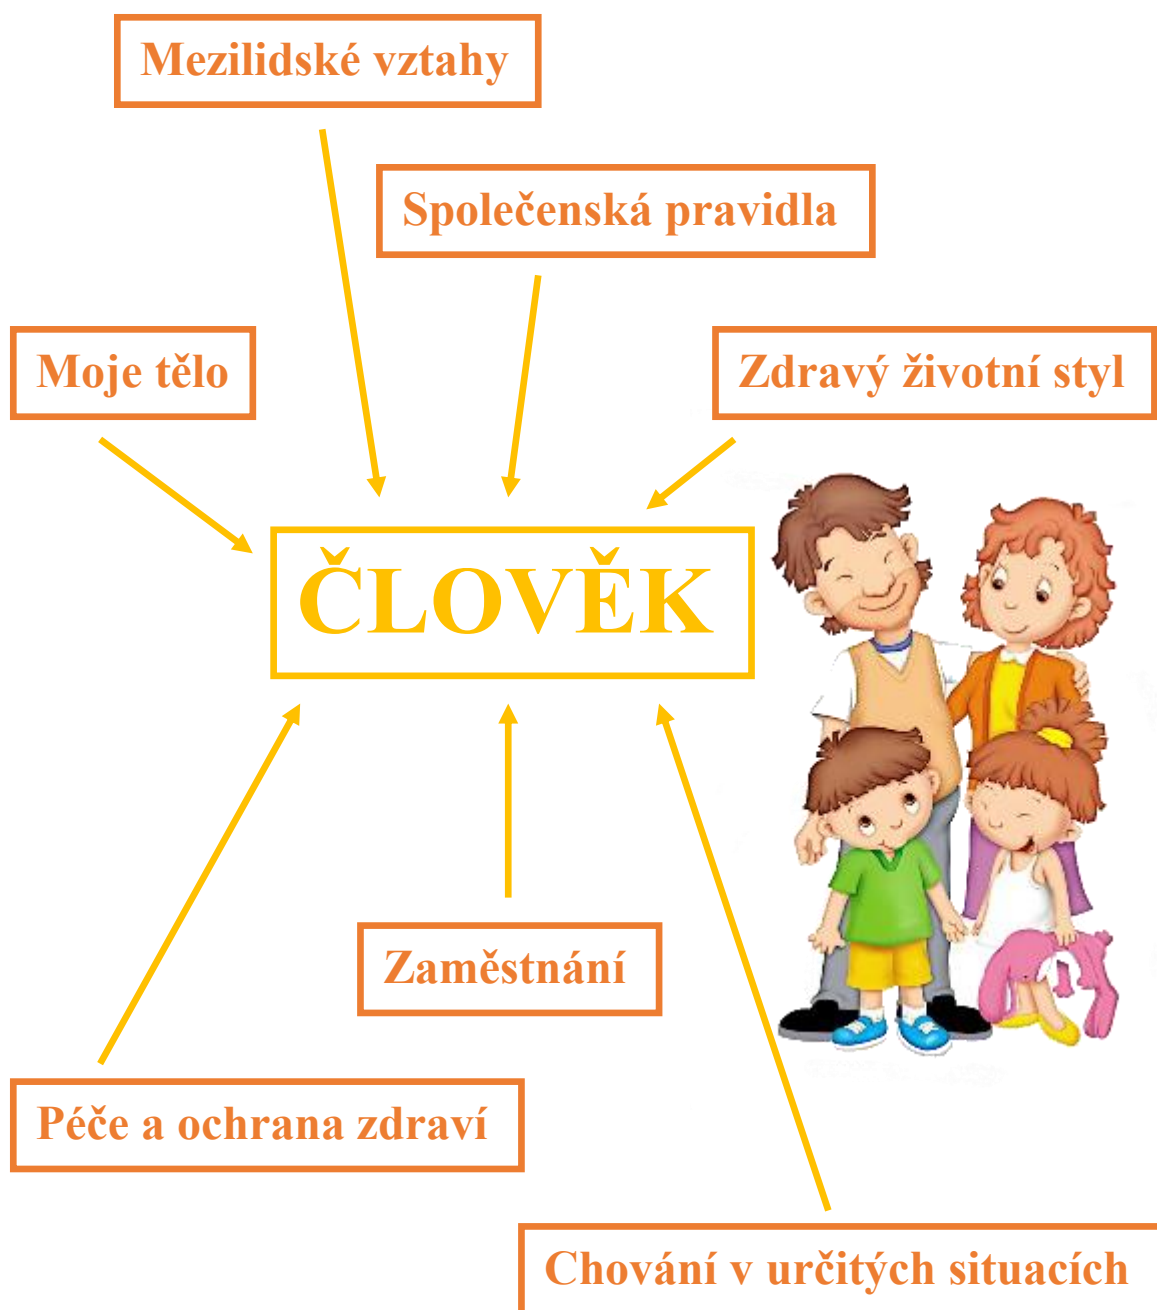 Mezilidské vztahy
Společenská pravidla
Moje tělo
Zdravý životní styl
ČLOVĚK
Zaměstnání
Péče a ochrana zdraví
Chování v určitých situacích